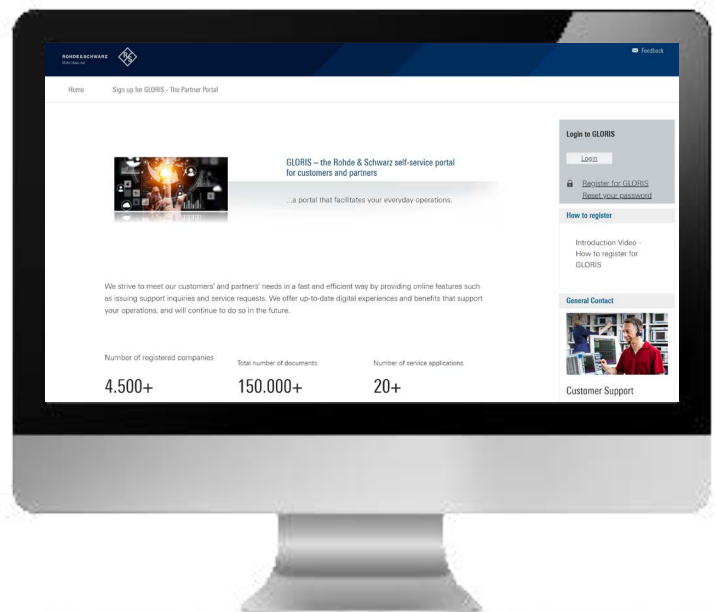 ROHDE&SCHWARZ
Make ideas real
R&S
Feedback
Home
Sign up for GLORIS - The Partner Portal
GLORIS – the Rohde & Schwarz self-service portal
for customers and partners
...a portal that facilitates your everyday operations.
We strive to meet our customers' and partners' needs in a fast and efficient way by providing online features such
as issuing support inquiries and service requests. We offer up-to-date digital experiences and benefits that support
your operations, and will continue to do so in the future.
Number of registered companies
Total number of documents
Number of service applications
4.500+
150.000+
20+
Login to GLORIS
Login
Register for GLORIS
Reset your password
How to register
Introduction Video -
How to register for
GLORIS
General Contact
Customer Support